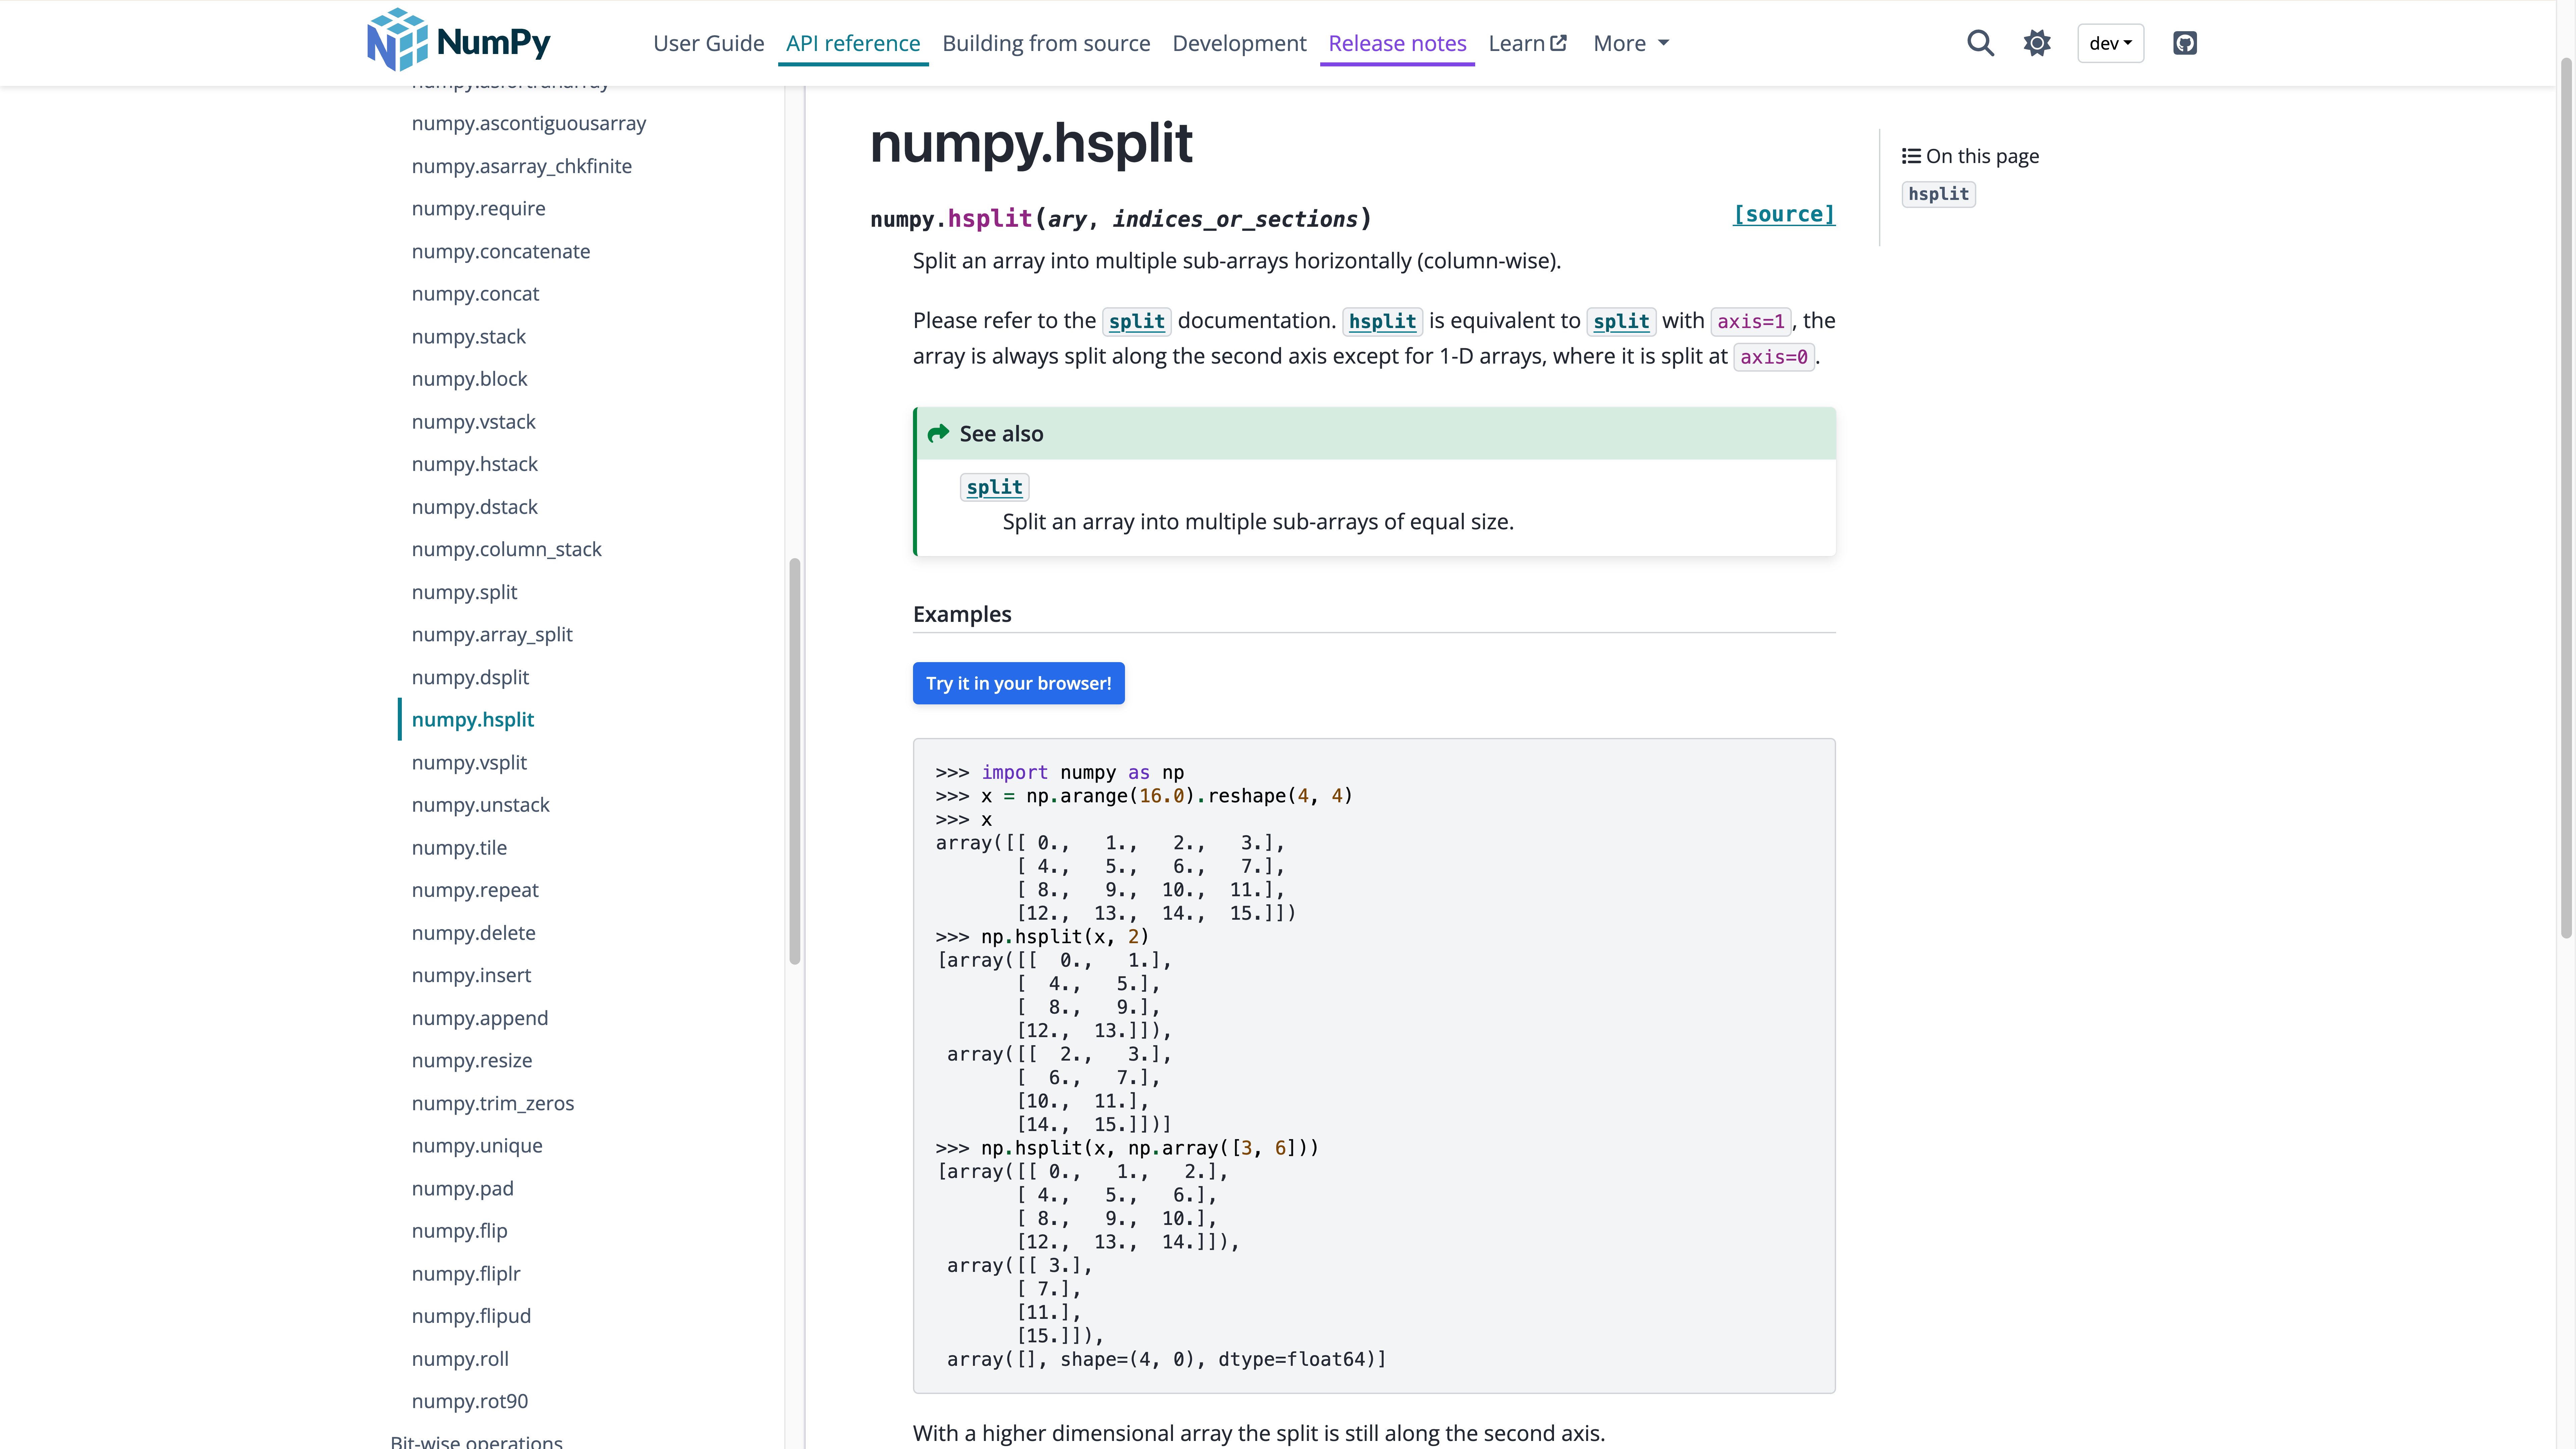 NumPy
User Guide API reference Building from source Development Release notes Learn More
dev
numpy.asfortranarray
numpy.ascontiguousarray
numpy.asarray_chkfinite
numpy.require
numpy.concatenate
numpy.concat
numpy.stack
numpy.block
numpy.vstack
numpy.hstack
numpy.dstack
numpy.column_stack
numpy.split
numpy.array_split
numpy.dsplit
numpy.hsplit
numpy.vsplit
numpy.unstack
numpy.tile
numpy.repeat
numpy.delete
numpy.insert
numpy.append
numpy.resize
numpy.trim_zeros
numpy.unique
numpy.pad
numpy.flip
numpy.fliplr
numpy.flipud
numpy.roll
numpy.rot90
Bit-wise operations
numpy.hsplit
numpy.hsplit(ary, indices_or_sections) [source]
Split an array into multiple sub-arrays horizontally (column-wise).
Please refer to the split documentation. hsplit is equivalent to split with axis=1, the
array is always split along the second axis except for 1-D arrays, where it is split at axis=0.
See also
split
Split an array into multiple sub-arrays of equal size.
Examples
Try it in your browser!
>>> import numpy as np
>>> x = np.arange(16.0).reshape(4, 4)
>>> x
array([[ 0.,   1.,   2.,   3.],
       [ 4.,   5.,   6.,   7.],
       [ 8.,   9.,  10.,  11.],
       [12.,  13.,  14.,  15.]])
>>> np.hsplit(x, 2)
[array([[  0.,   1.],
       [  4.,   5.],
       [  8.,   9.],
       [12.,  13.]]),
 array([[  2.,   3.],
       [  6.,   7.],
       [10.,  11.],
       [14.,  15.]])]
>>> np.hsplit(x, np.array([3, 6]))
[array([[ 0.,   1.,   2.],
       [ 4.,   5.,   6.],
       [ 8.,   9.,  10.],
       [12.,  13.,  14.]]),
 array([[ 3.],
       [ 7.],
       [11.],
       [15.]]),
 array([], shape=(4, 0), dtype=float64)]
With a higher dimensional array the split is still along the second axis.
On this page
hsplit